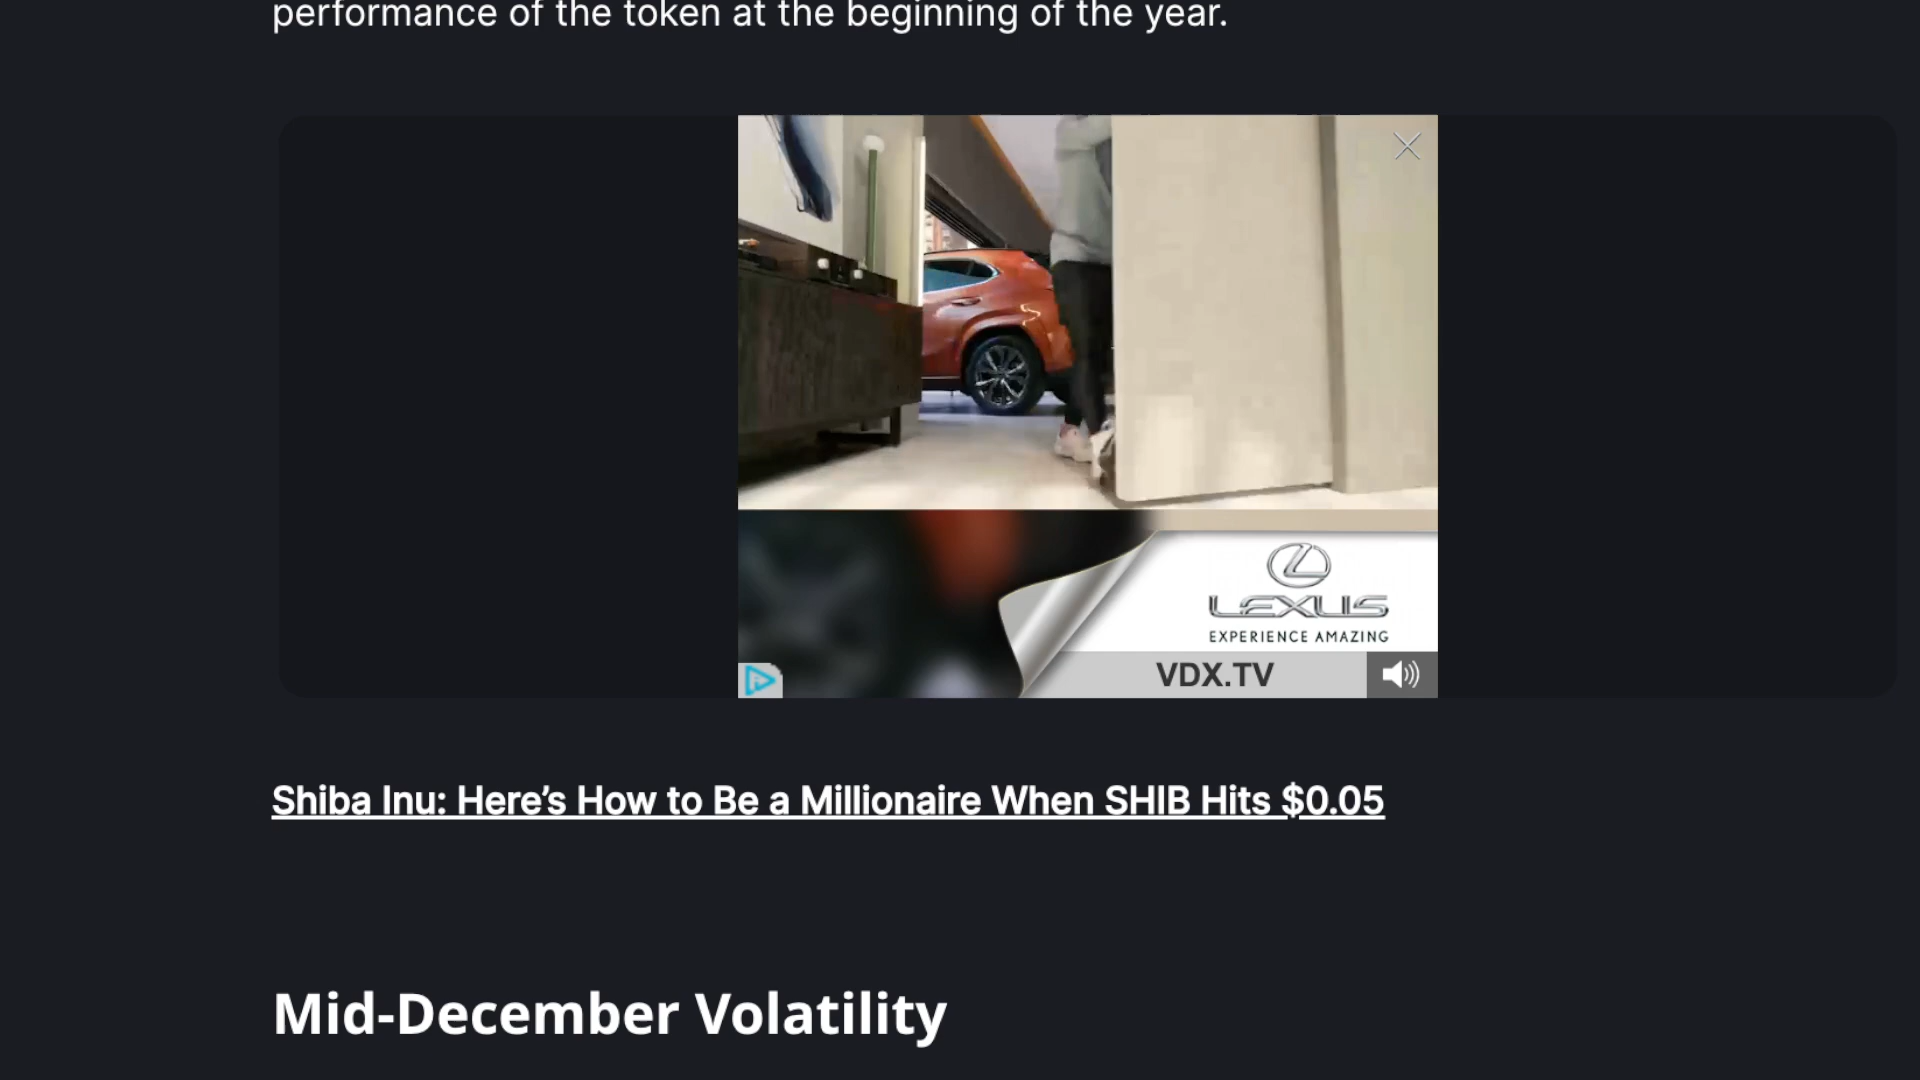 performance of the token at the beginning of the year.
LEXUS
EXPERIENCE AMAZING
VDX.TV
Shiba Inu: Here’s How to Be a Millionaire When SHIB Hits $0.05
Mid-December Volatility